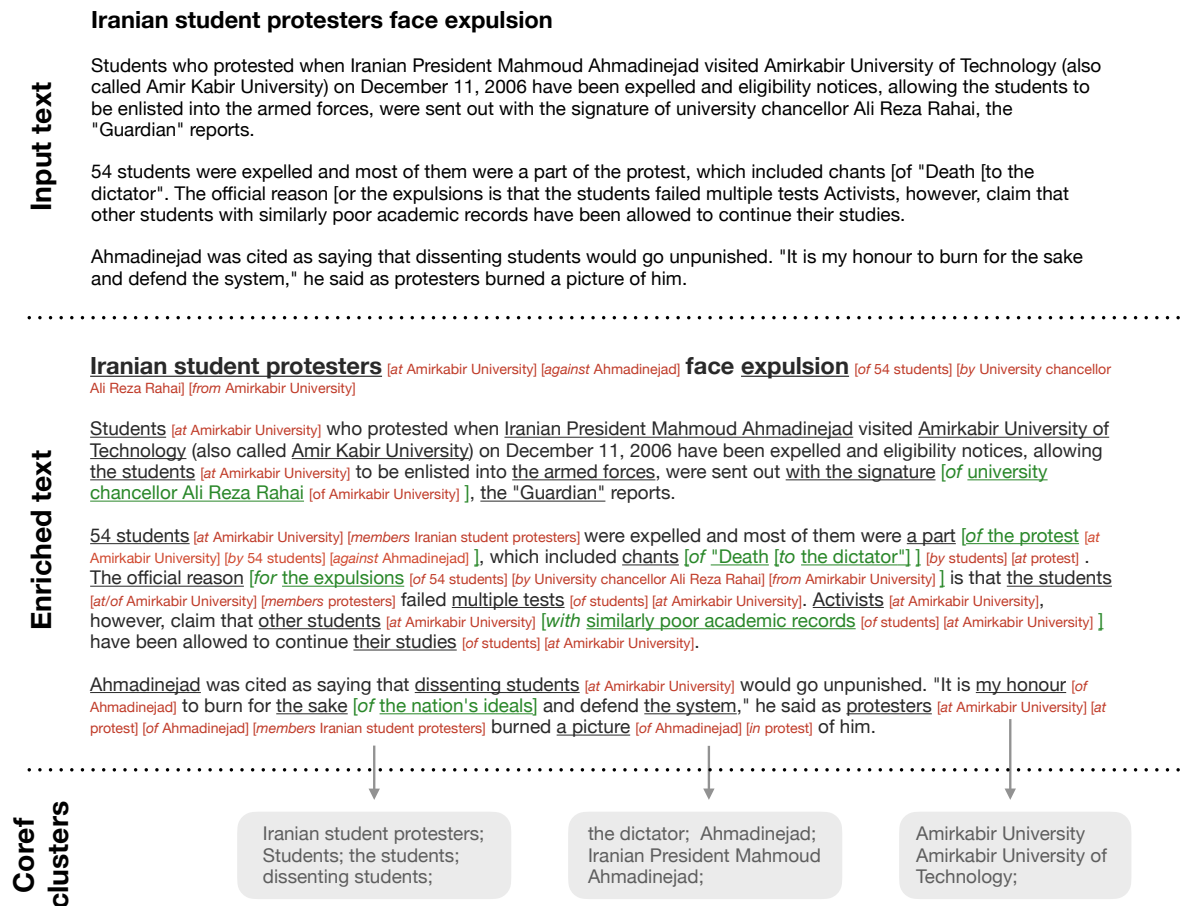 Iranian student protesters face expulsion
Input text
Students who protested when Iranian President Mahmoud Ahmadinejad visited Amirkabir University of Technology (also
called Amir Kabir University) on December 11, 2006 have been expelled and eligibility notices, allowing the students to
be enlisted into the armed forces, were sent out with the signature of university chancellor Ali Reza Rahai, the
"Guardian" reports.
54 students were expelled and most of them were a part of the protest, which included chants [of "Death [to the
dictator". The official reason [or the expulsions is that the students failed multiple tests Activists, however, claim that
other students with similarly poor academic records have been allowed to continue their studies.
Ahmadinejad was cited as saying that dissenting students would go unpunished. "It is my honour to burn for the sake
and defend the system," he said as protesters burned a picture of him.
Enriched text
Iranian student protesters [at Amirkabir University] [against Ahmadinejad] face expulsion [of 54 students] [by University chancellor
Ali Reza Rahai] [from Amirkabir University]
Students [at Amirkabir University] who protested when Iranian President Mahmoud Ahmadinejad visited Amirkabir University of
Technology (also called Amir Kabir University) on December 11, 2006 have been expelled and eligibility notices, allowing
the students [at Amirkabir University] to be enlisted into the armed forces, were sent out with the signature [of university
chancellor Ali Reza Rahai [of Amirkabir University] ], the "Guardian" reports.
54 students [at Amirkabir University] [members Iranian student protesters] were expelled and most of them were a part [of the protest [at
Amirkabir University] [by 54 students] [against Ahmadinejad ] ], which included chants [of "Death [to the dictator"] ] [by students] [at protest] .
The official reason [for the expulsions [of 54 students] [by University chancellor Ali Reza Rahai] [from Amirkabir University] ] is that the students
[at/of Amirkabir University] [members protesters] failed multiple tests [of students] [at Amirkabir University]. Activists [at Amirkabir University],
however, claim that other students [at Amirkabir University] [with similarly poor academic records [of students] [at Amirkabir University] ]
have been allowed to continue their studies [of students] [at Amirkabir University].
Ahmadinejad was cited as saying that dissenting students [at Amirkabir University] would go unpunished. "It is my honour [of
Ahmadinejad] to burn for the sake [of the nation's ideals] and defend the system," he said as protesters [at Amirkabir University] [at
protest] [of Ahmadinejad] [members Iranian student protesters] burned a picture [of Ahmadinejad] [in protest] of him.
Coref
clusters
Iranian student protesters;
Students; the students;
dissenting students;
the dictator; Ahmadinejad;
Iranian President Mahmoud
Ahmadinejad;
Amirkabir University
Amirkabir University of
Technology;